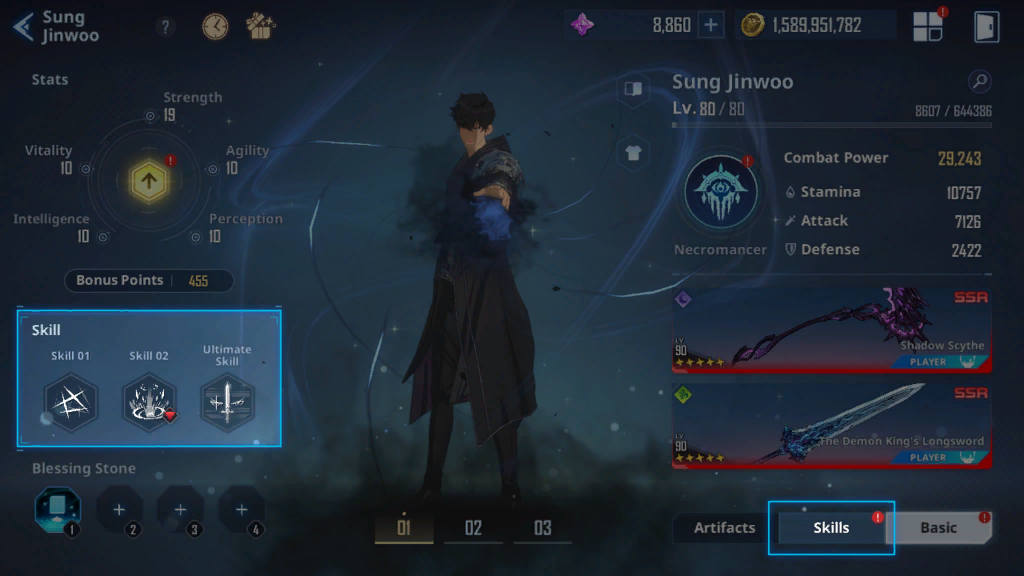 Sung
Jinwoo
?
8,860
1,589,951,782
Stats
Strength
19
Vitality
10
Agility
10
Intelligence
10
Perception
10
Bonus Points
455
Skill
Skill 01
Skill 02
Ultimate
Skill
Blessing Stone
1
2
3
4
01
02
03
Sung Jinwoo
Lv. 80 / 80
8607 / 644386
Necromancer
Combat Power 29,243
Stamina 10757
Attack 7126
Defense 2422
SSR
LV
90
Shadow Scythe
PLAYER
SSR
LV
90
The Demon King's Longsword
PLAYER
Artifacts
Skills
Basic